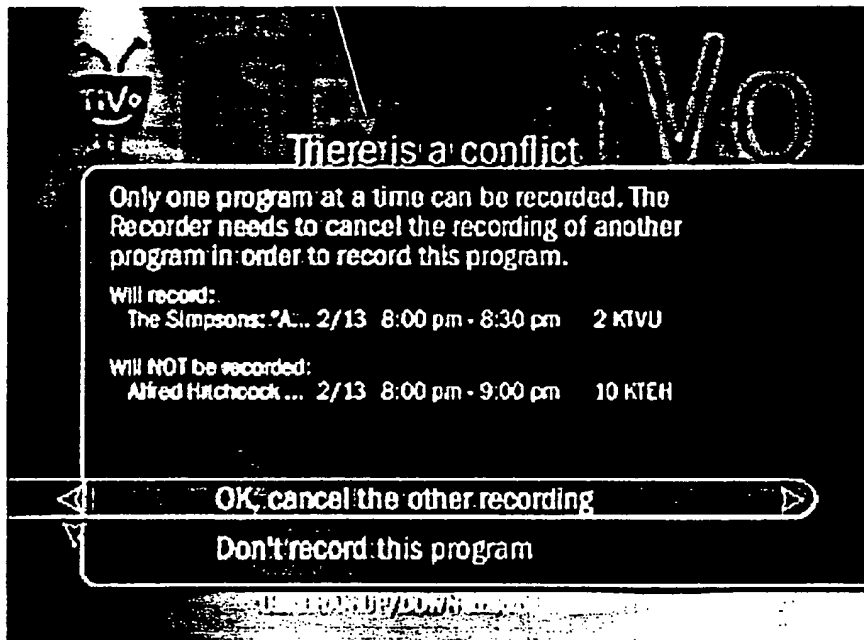 TiVo
TiVo
There is a conflict
Only one program at a time can be recorded. The
Recorder needs to cancel the recording of another
program in order to record this program.
Will record:
The Simpsons: "A... 2/13 8:00 pm - 8:30 pm 2 KTVU
Will NOT be recorded:
Alfred Hitchcock ... 2/13 8:00 pm - 9:00 pm 10 KTEH
OK, cancel the other recording
Don't record this program
UP/DOWN